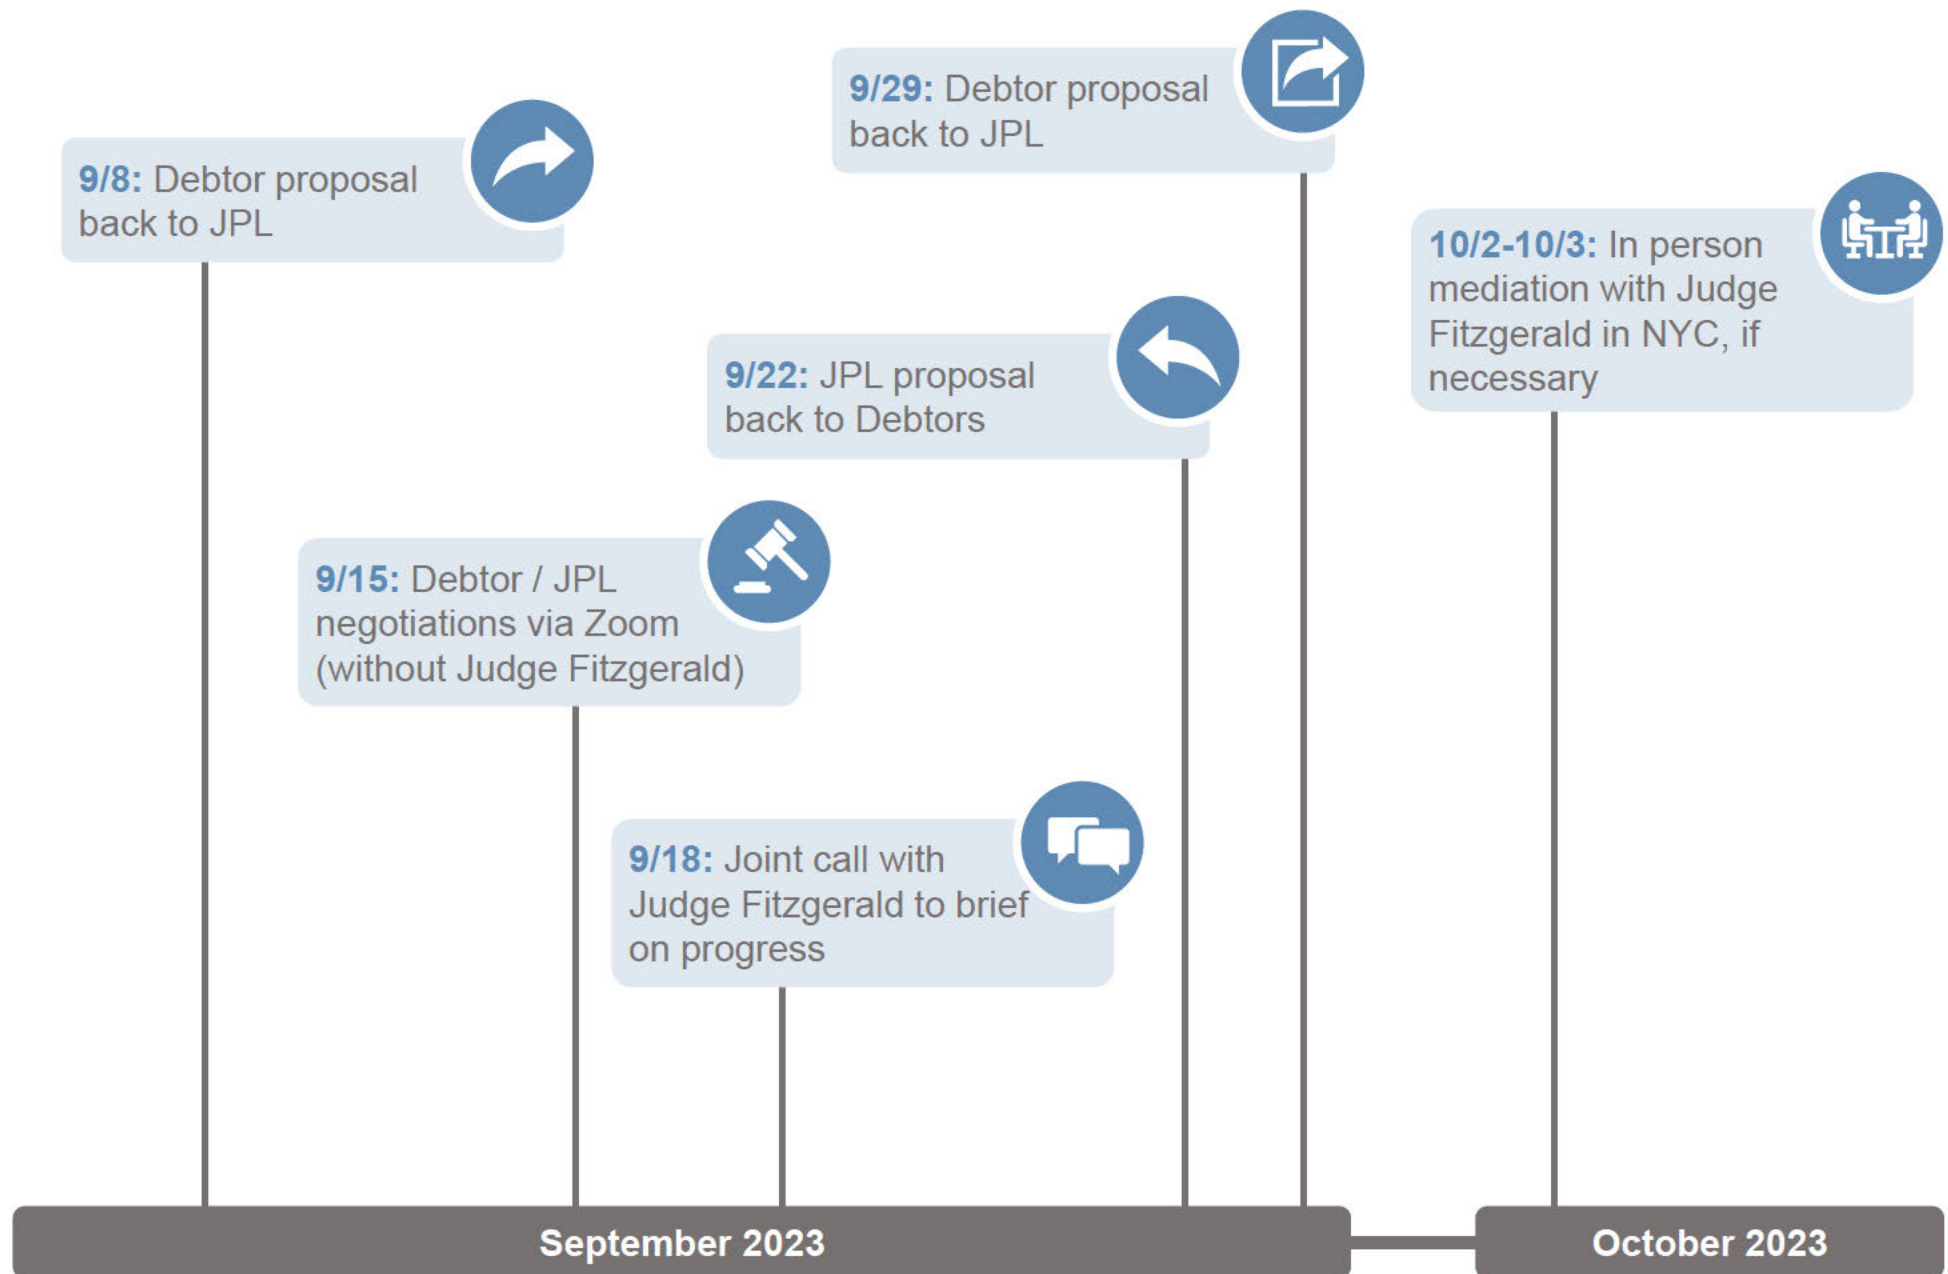 9/29: Debtor proposal
back to JPL
9/8: Debtor proposal
back to JPL
10/2-10/3: In person
mediation with Judge
Fitzgerald in NYC, if
necessary
9/22: JPL proposal
back to Debtors
9/15: Debtor / JPL
negotiations via Zoom
(without Judge Fitzgerald)
9/18: Joint call with
Judge Fitzgerald to brief
on progress
September 2023
October 2023